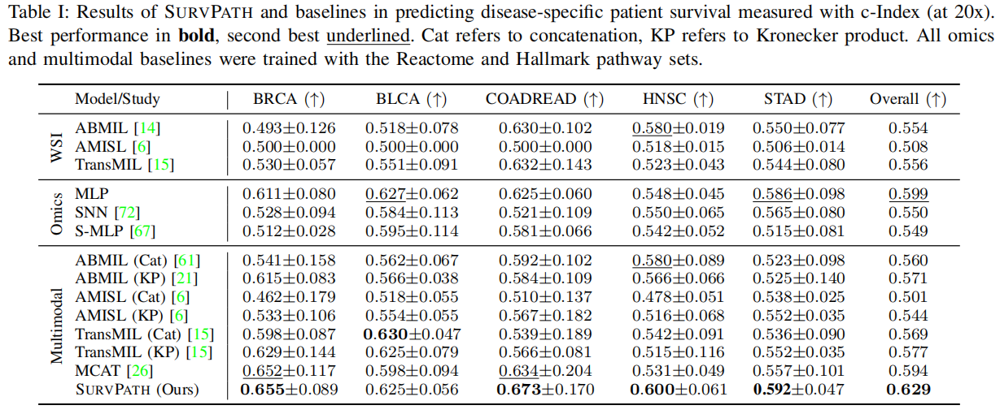 Table I: Results of SURVPATH and baselines in predicting disease-specific patient survival measured with c-Index (at 20x).
Best performance in bold, second best underlined. Cat refers to concatenation, KP refers to Kronecker product. All omics
and multimodal baselines were trained with the Reactome and Hallmark pathway sets.
Model/Study BRCA (↑) BLCA (↑) COADREAD (↑) HNSC (↑) STAD (↑) Overall (↑)
WSI
ABMIL [14] 0.493±0.126 0.518±0.078 0.630±0.102 0.580±0.019 0.550±0.077 0.554
AMISL [6] 0.500±0.000 0.500±0.000 0.500±0.000 0.518±0.015 0.506±0.014 0.508
TransMIL [15] 0.530±0.057 0.551±0.091 0.632±0.143 0.523±0.043 0.544±0.080 0.556
Omics
MLP 0.611±0.080 0.627±0.062 0.625±0.060 0.548±0.045 0.586±0.098 0.599
SNN [72] 0.528±0.094 0.584±0.113 0.521±0.109 0.550±0.065 0.565±0.080 0.550
S-MLP [67] 0.512±0.028 0.595±0.114 0.581±0.066 0.542±0.052 0.515±0.081 0.549
Multimodal
ABMIL (Cat) [61] 0.541±0.158 0.562±0.067 0.592±0.102 0.580±0.089 0.523±0.098 0.560
ABMIL (KP) [21] 0.615±0.083 0.566±0.038 0.584±0.109 0.566±0.066 0.525±0.140 0.571
AMISL (Cat) [6] 0.462±0.179 0.518±0.055 0.510±0.137 0.478±0.051 0.538±0.025 0.501
AMISL (KP) [6] 0.533±0.106 0.554±0.055 0.567±0.182 0.516±0.068 0.552±0.035 0.544
TransMIL (Cat) [15] 0.598±0.087 0.630±0.047 0.539±0.189 0.542±0.091 0.536±0.090 0.569
TransMIL (KP) [15] 0.629±0.144 0.625±0.079 0.566±0.081 0.515±0.116 0.552±0.035 0.577
MCAT [26] 0.652±0.117 0.598±0.094 0.634±0.204 0.531±0.049 0.557±0.101 0.594
SURVPATH (Ours) 0.655±0.089 0.625±0.056 0.673±0.170 0.600±0.061 0.592±0.047 0.629